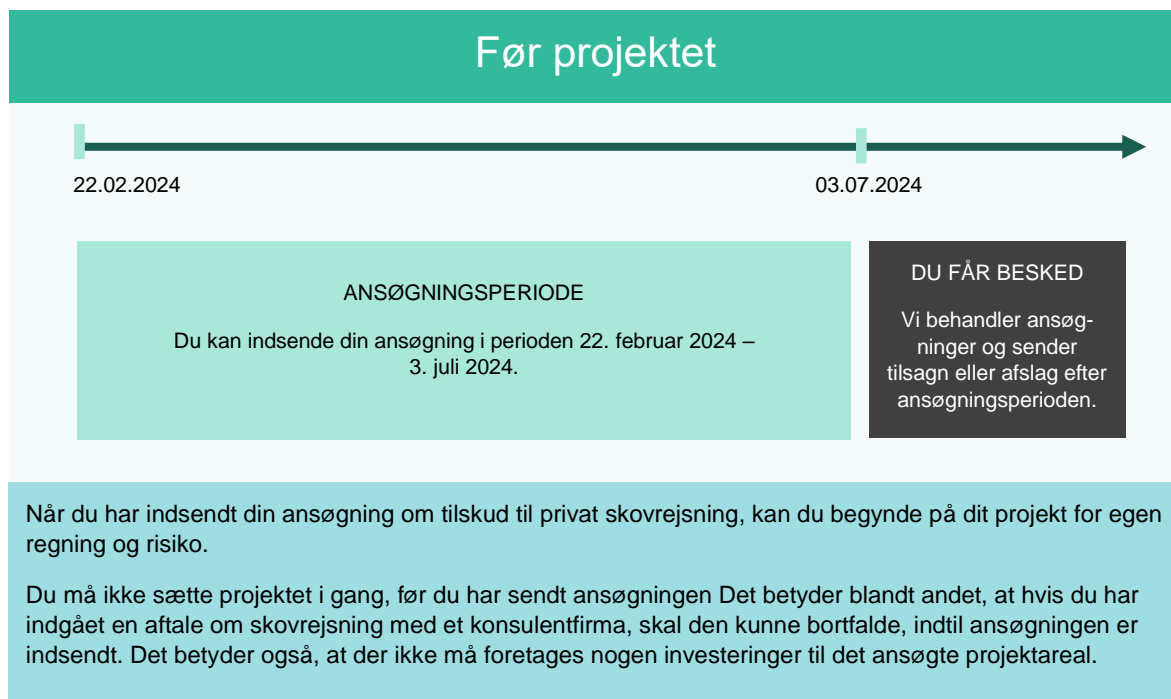 Før projektet
22.02.2024
03.07.2024
ANSØGNINGSPERIODE
Du kan indsende din ansøgning i perioden 22. februar 2024 –
3. juli 2024.
DU FÅR BESKED
Vi behandler ansøg-
ninger og sender
tilsagn eller afslag efter
ansøgningsperioden.
Når du har indsendt din ansøgning om tilskud til privat skovrejsning, kan du begynde på dit projekt for egen
regning og risiko.
Du må ikke sætte projektet i gang, før du har sendt ansøgningen Det betyder blandt andet, at hvis du har
indgået en aftale om skovrejsning med et konsulentfirma, skal den kunne bortfalde, indtil ansøgningen er
indsendt. Det betyder også, at der ikke må foretages nogen investeringer til det ansøgte projektareal.